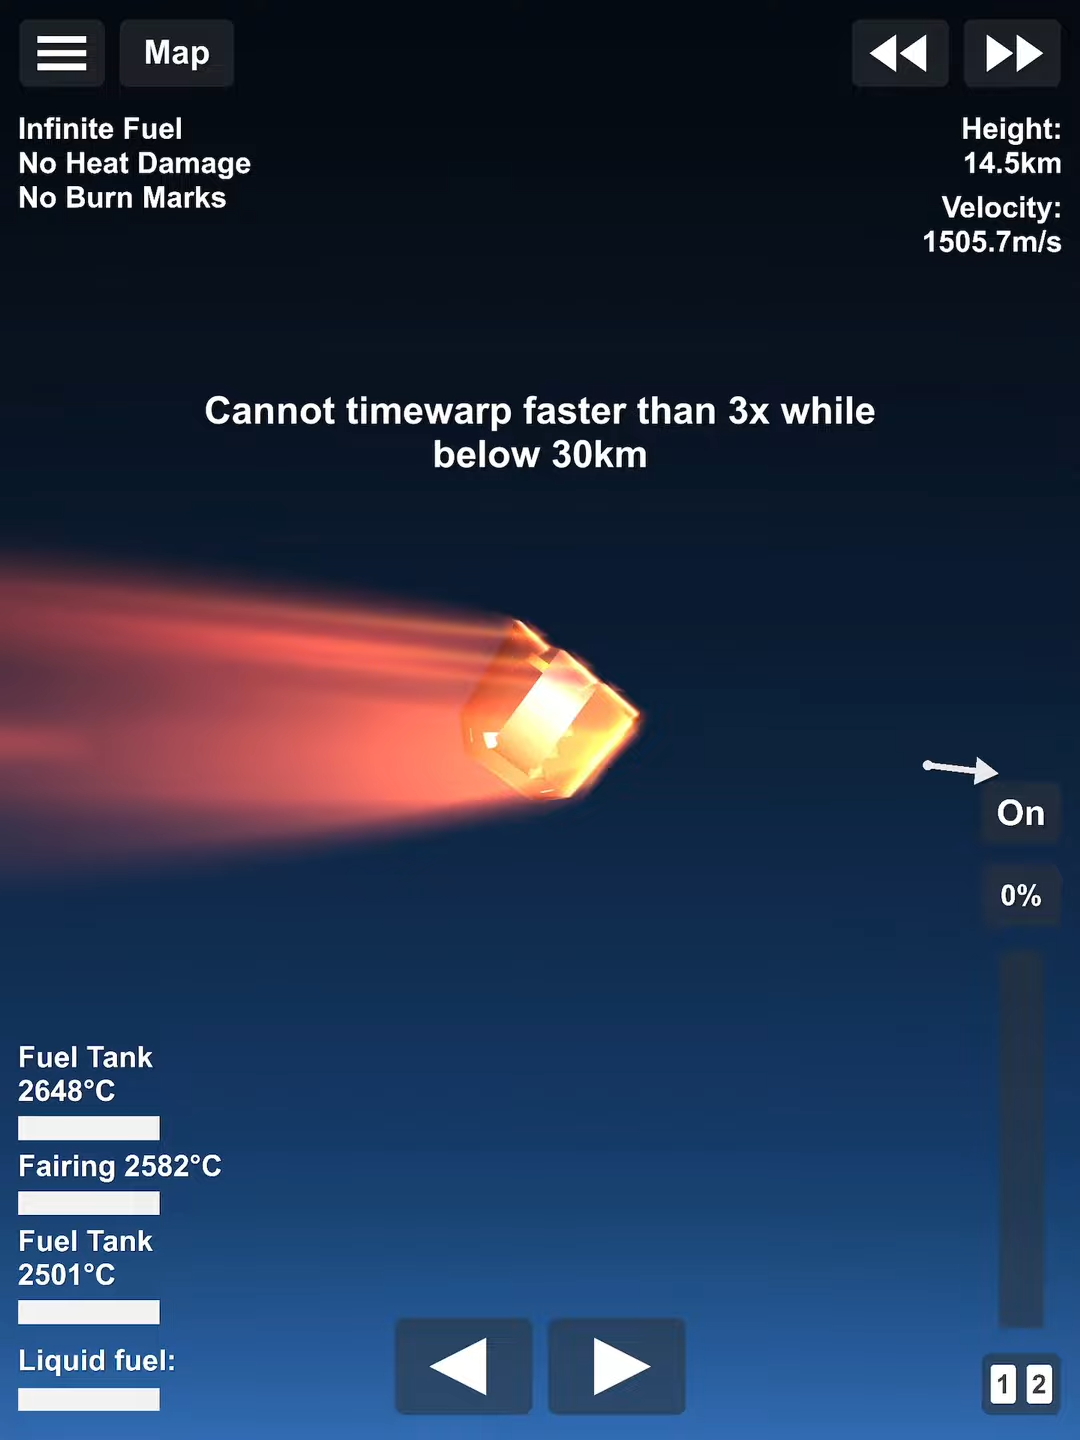 Map
Infinite Fuel
No Heat Damage
No Burn Marks
Height:
14.5km
Velocity:
1505.7m/s
Cannot timewarp faster than 3x while
below 30km
On
0%
Fuel Tank
2648°C
Fairing 2582°C
Fuel Tank
2501°C
Liquid fuel:
1 2